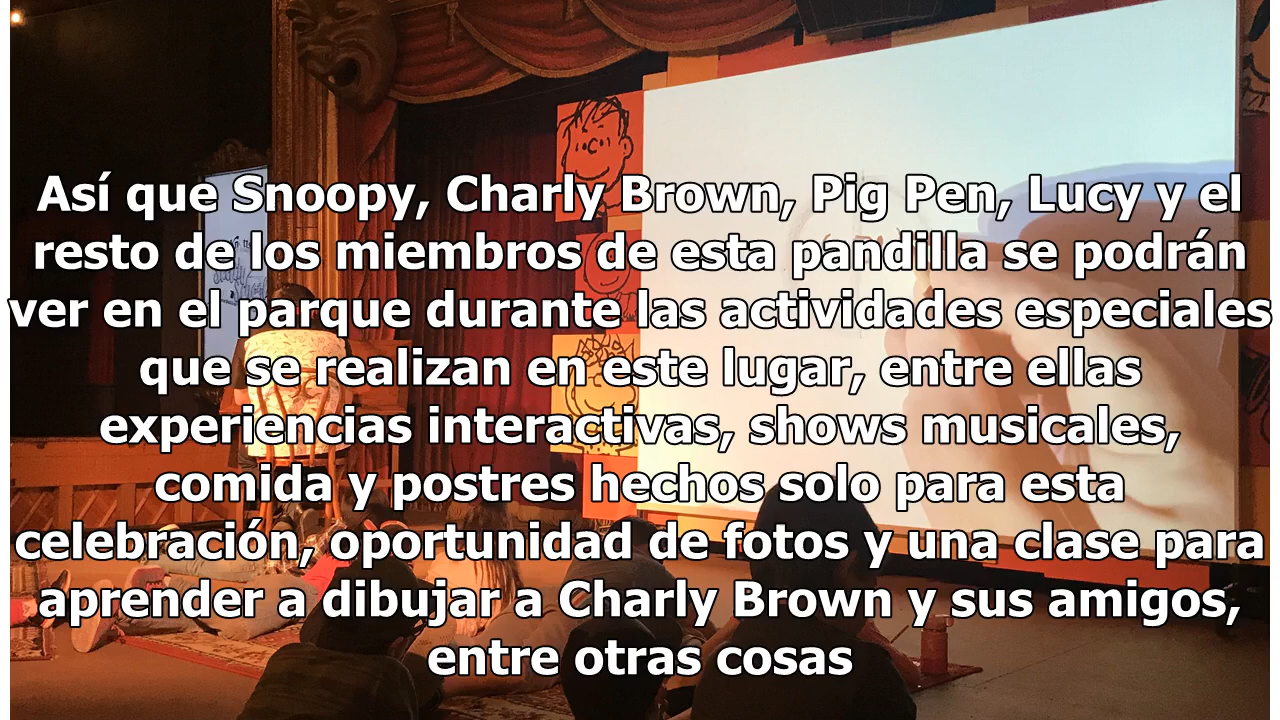 Así que Snoopy, Charly Brown, Pig Pen, Lucy y el
resto de los miembros de esta pandilla se podrán
ver en el parque durante las actividades especiales
que se realizan en este lugar, entre ellas
experiencias interactivas, shows musicales,
comida y postres hechos solo para esta
celebración, oportunidad de fotos y una clase para
aprender a dibujar a Charly Brown y sus amigos,
entre otras cosas